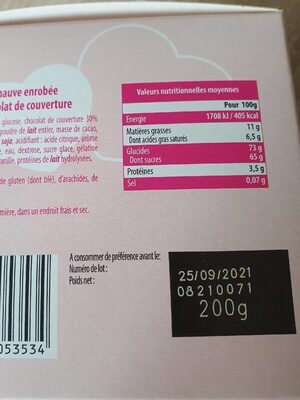 auve enrobée
lat de couverture
glucose, chocolat de couverture 30%
poudre de lait entier, masse de cacao,
soja, acidifiant : acide citrique, arôme
, eau, dextrose, sucre glace, gélatine
anille, protéines de lait hydrolysées.
de gluten (dont blé), d'arachides, de
mière, dans un endroit frais et sec.
Valeurs nutritionnelles moyennes
Pour 100g
Energie 1708 kJ / 405 kcal
Matières grasses 11 g
Dont acides gras saturés 6,5 g
Glucides 73 g
Dont sucres 65 g
Protéines 3,5 g
Sel 0,07 g
A consommer de préférence avant le:
Numéro de lot :
Poids net :
25/09/2021
08210071
200g
053534